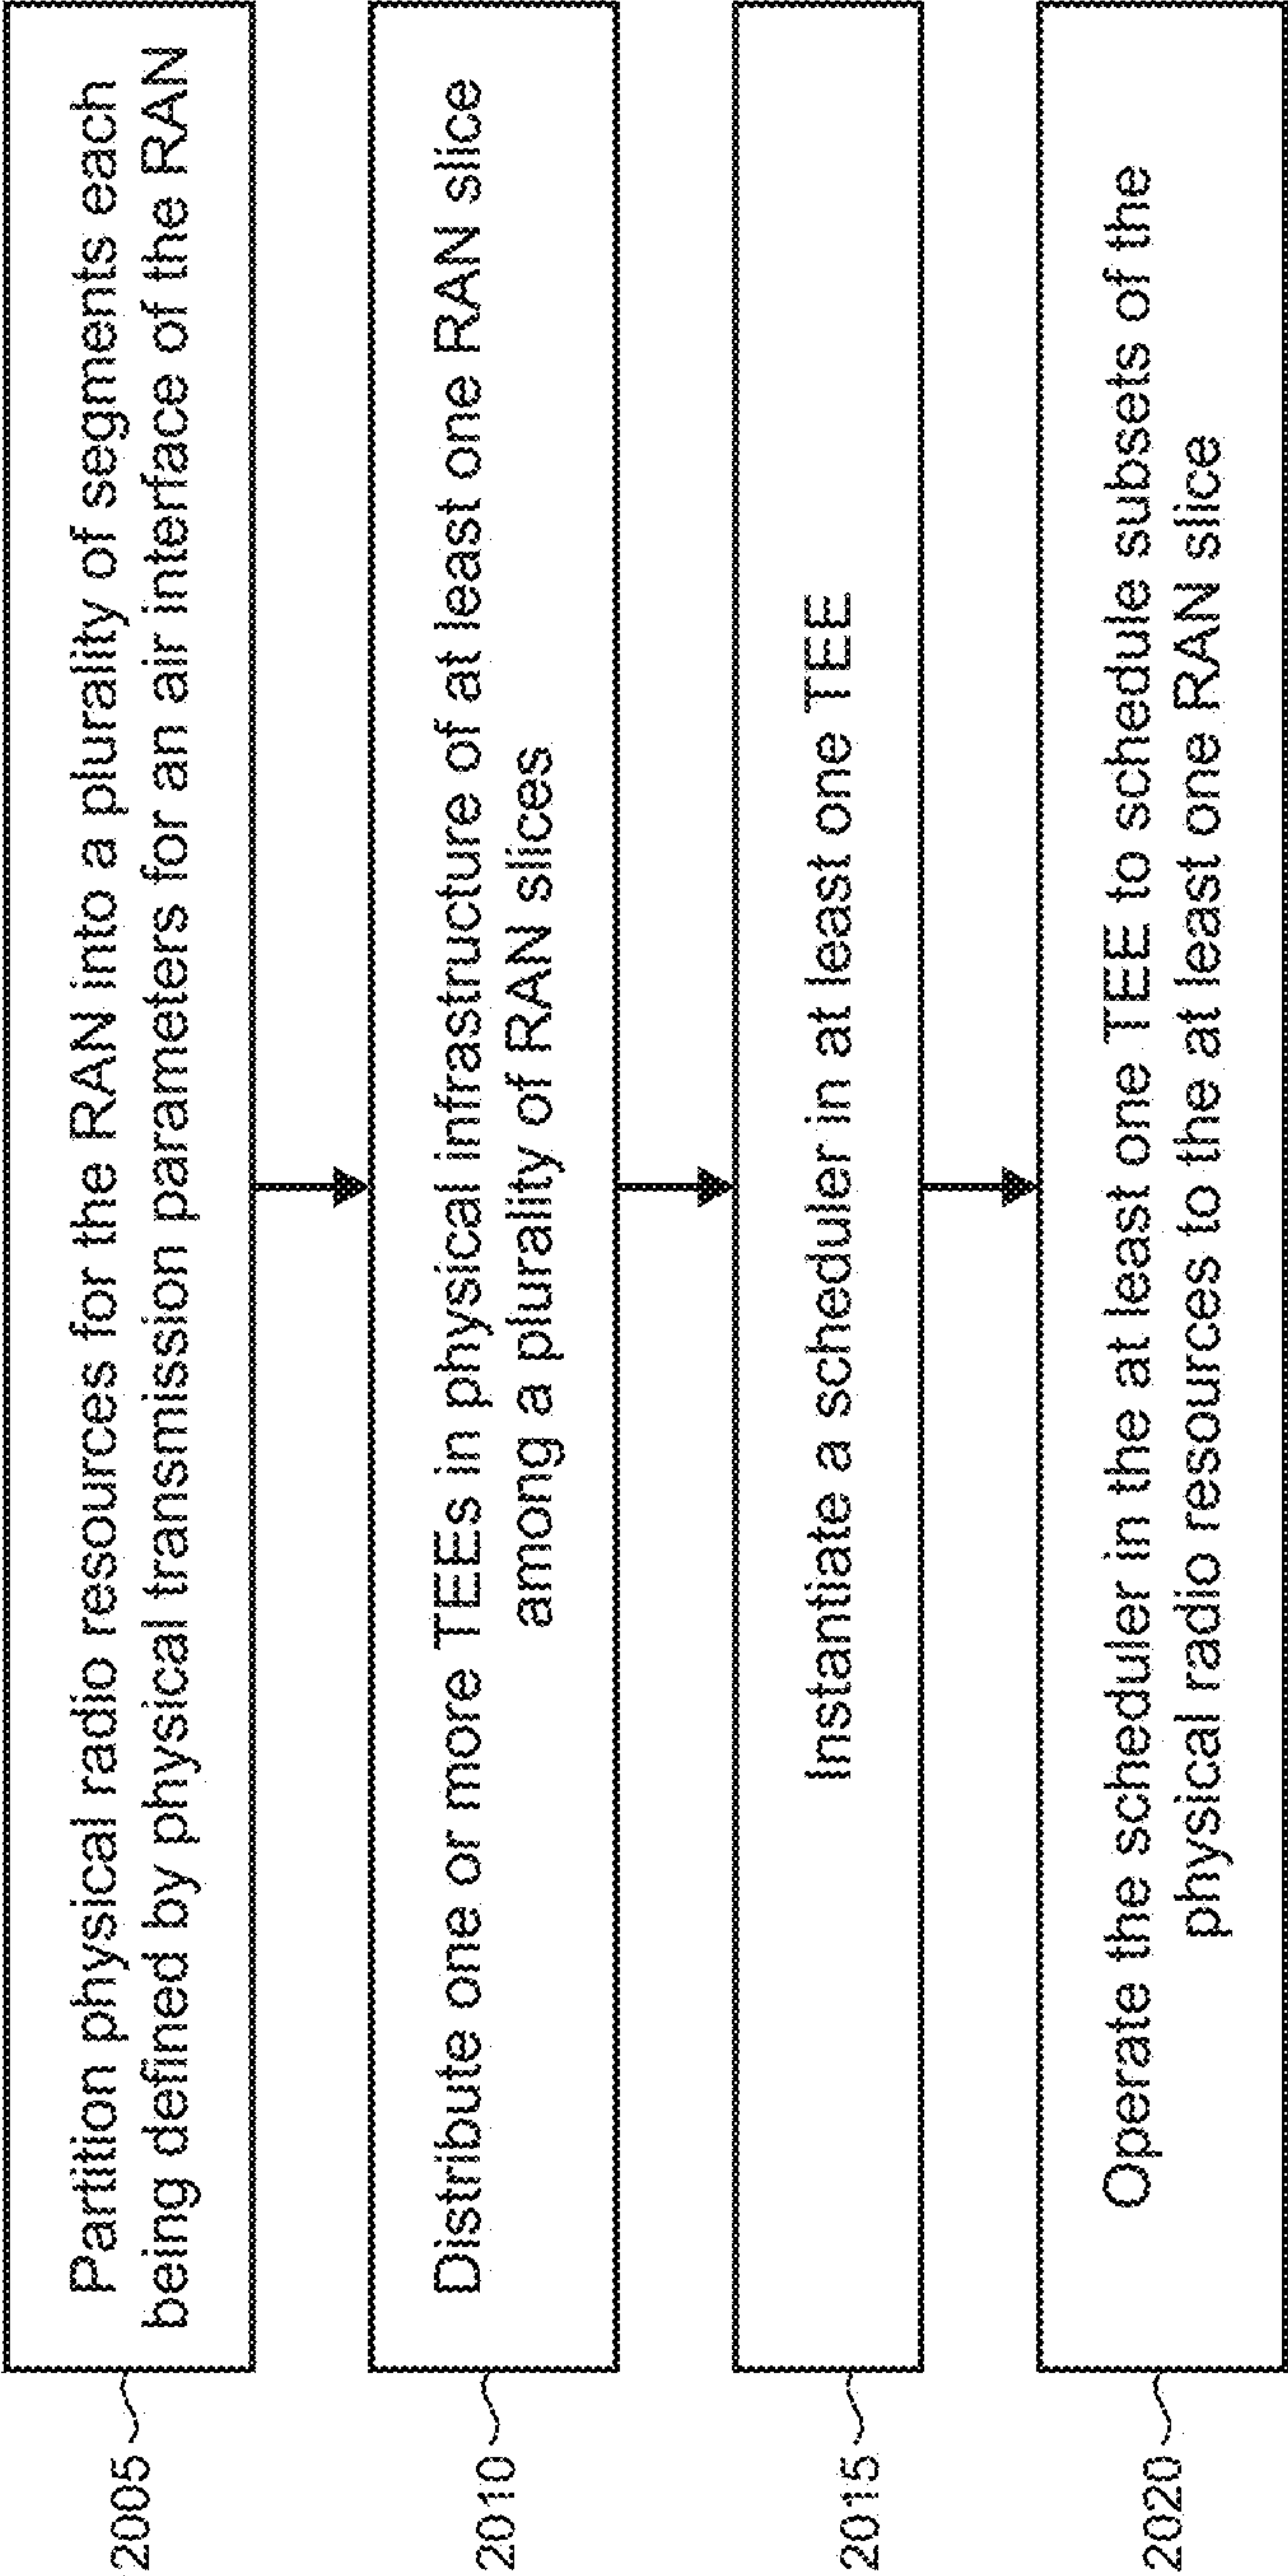 2005
Partition physical radio resources for the RAN into a plurality of segments each
being defined by physical transmission parameters for an air interface of the RAN
2010
Distribute one or more TEEs in physical infrastructure of at least one RAN slice
among a plurality of RAN slices
2015
Instantiate a scheduler in at least one TEE
2020
Operate the scheduler in the at least one TEE to schedule subsets of the
physical radio resources to the at least one RAN slice